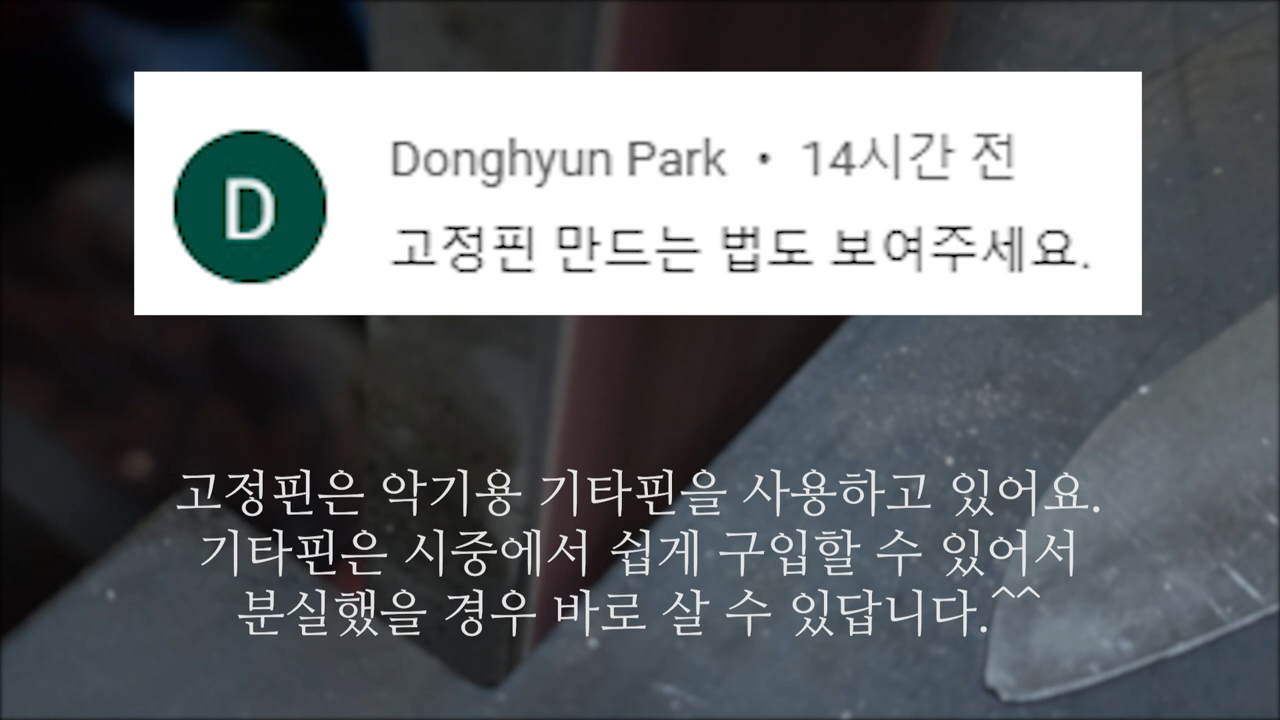 D
Donghyun Park • 14시간 전
고정핀 만드는 법도 보여주세요.
고정핀은 악기용 기타핀을 사용하고 있어요.
기타핀은 시중에서 쉽게 구입할 수 있어서
분실했을 경우 바로 살 수 있답니다.^^